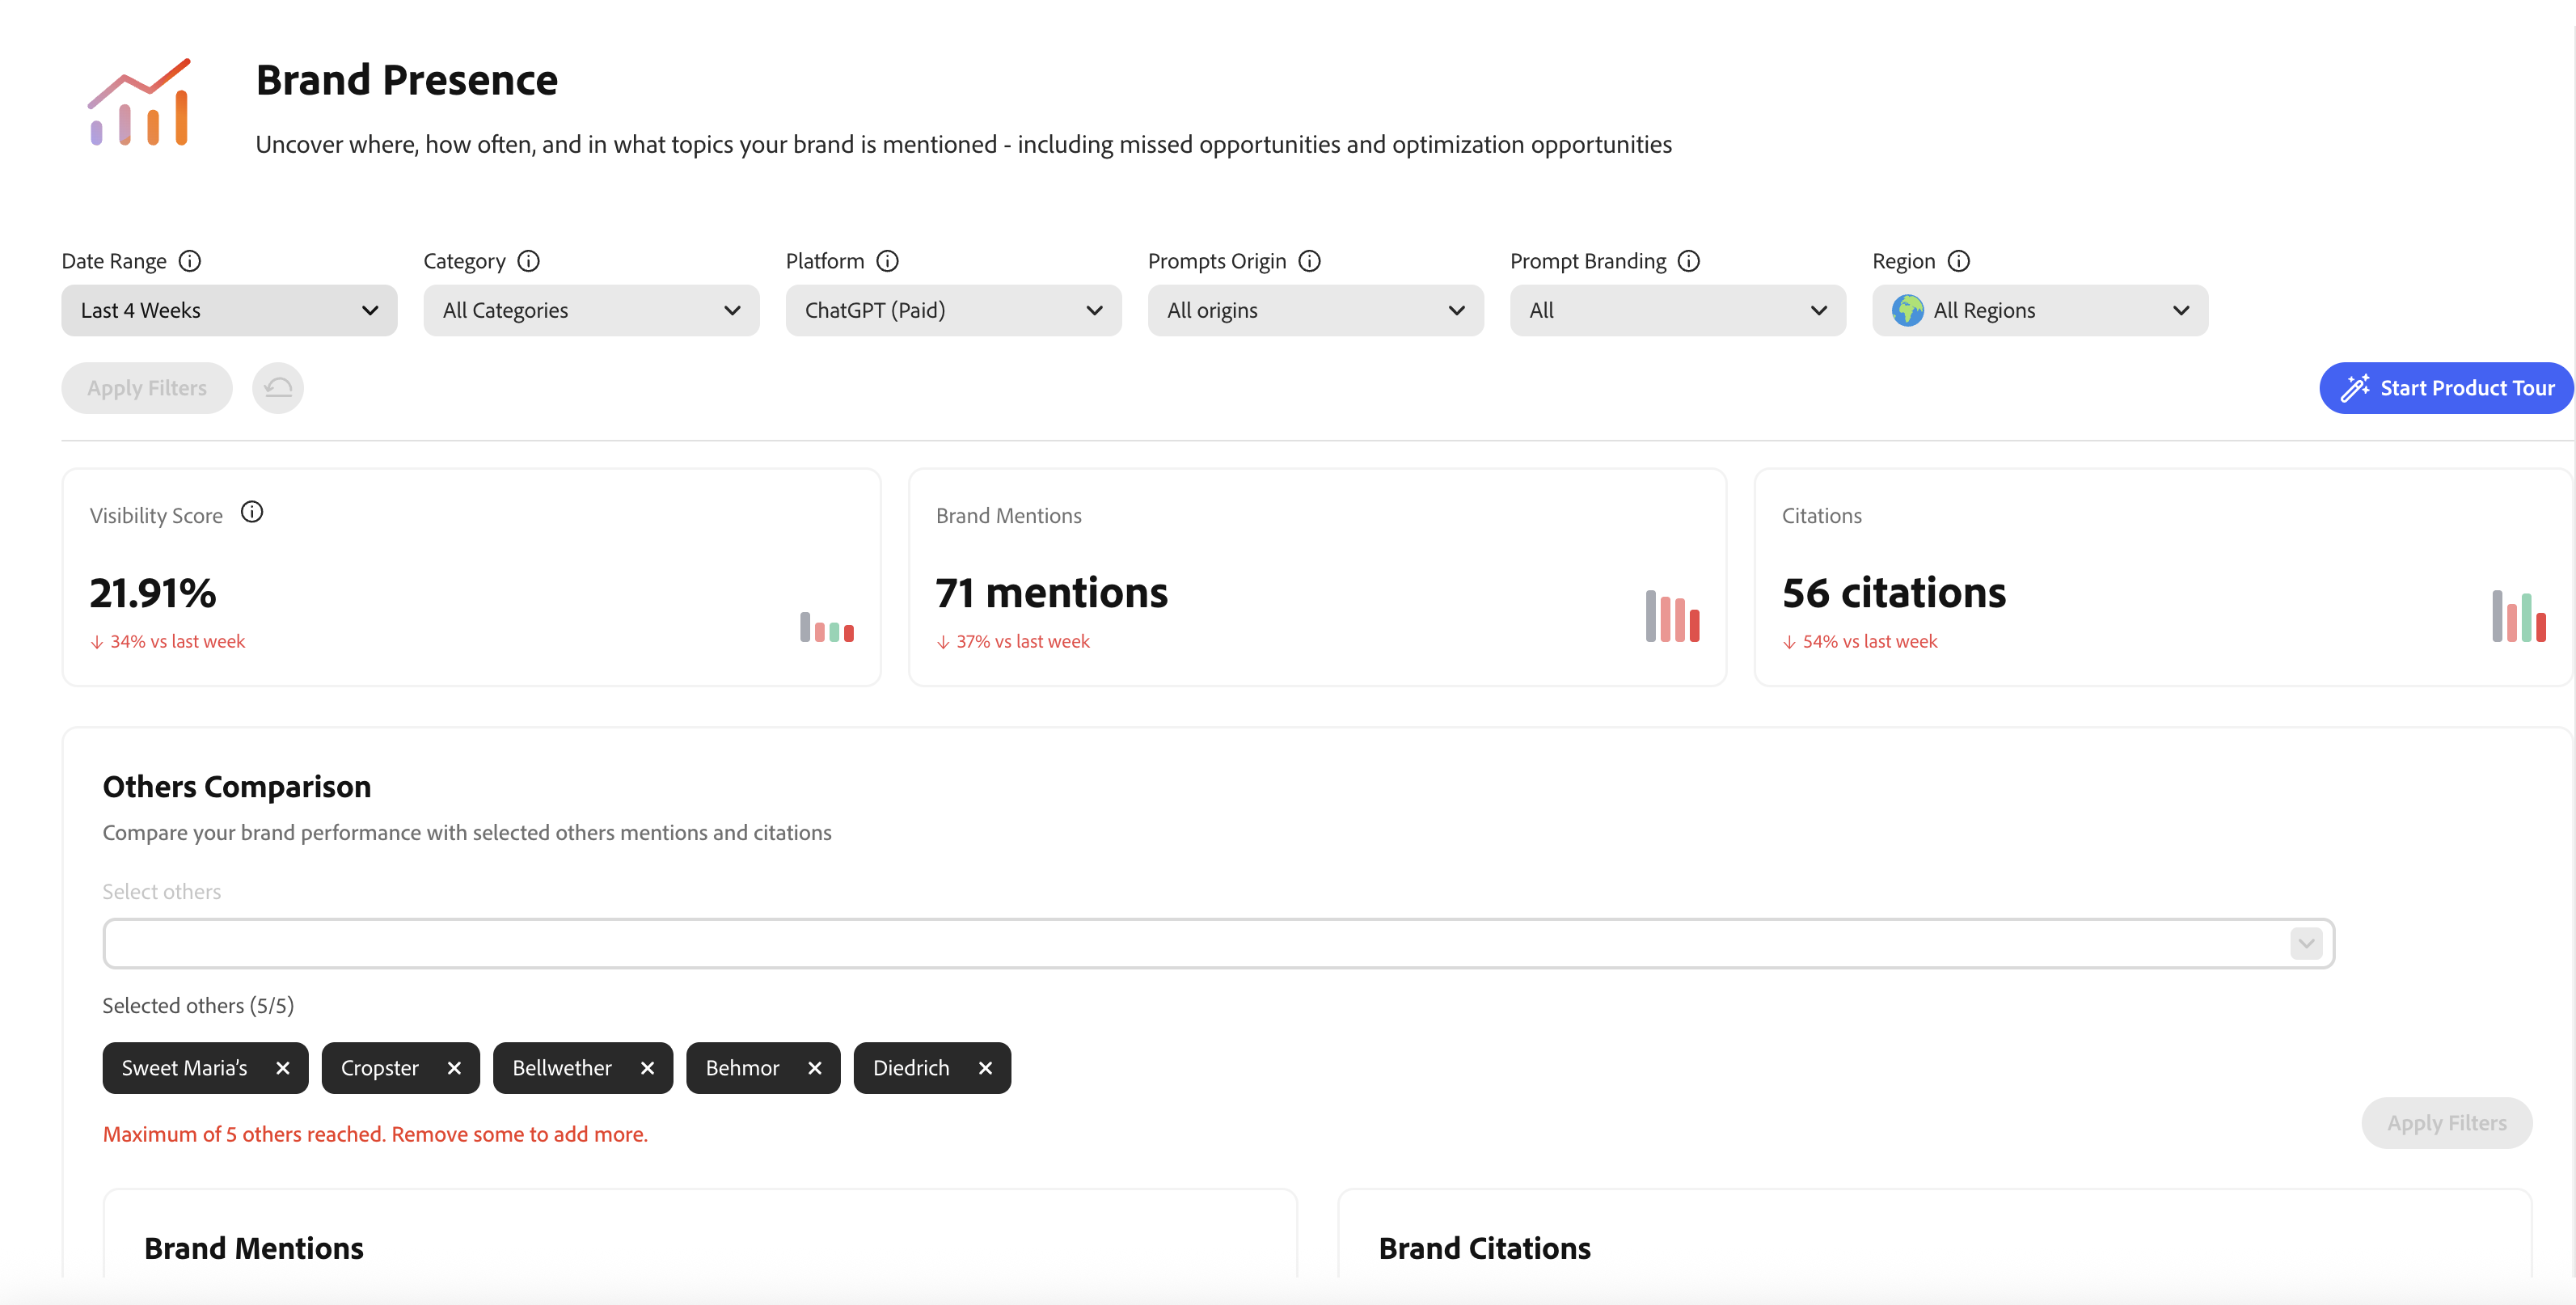 Brand Presence
Uncover where, how often, and in what topics your brand is mentioned - including missed opportunities and optimization opportunities
Date Range
Category
Platform
Prompts Origin
Prompt Branding
Region
Last 4 Weeks
All Categories
ChatGPT (Paid)
All origins
All
All Regions
Apply Filters
Start Product Tour
Visibility Score
21.91%
↓ 34% vs last week
Brand Mentions
71 mentions
↓ 37% vs last week
Citations
56 citations
↓ 54% vs last week
Others Comparison
Compare your brand performance with selected others mentions and citations
Select others
Selected others (5/5)
Sweet Maria's
Cropster
Bellwether
Behmor
Diedrich
Maximum of 5 others reached. Remove some to add more.
Apply Filters
Brand Mentions
Brand Citations